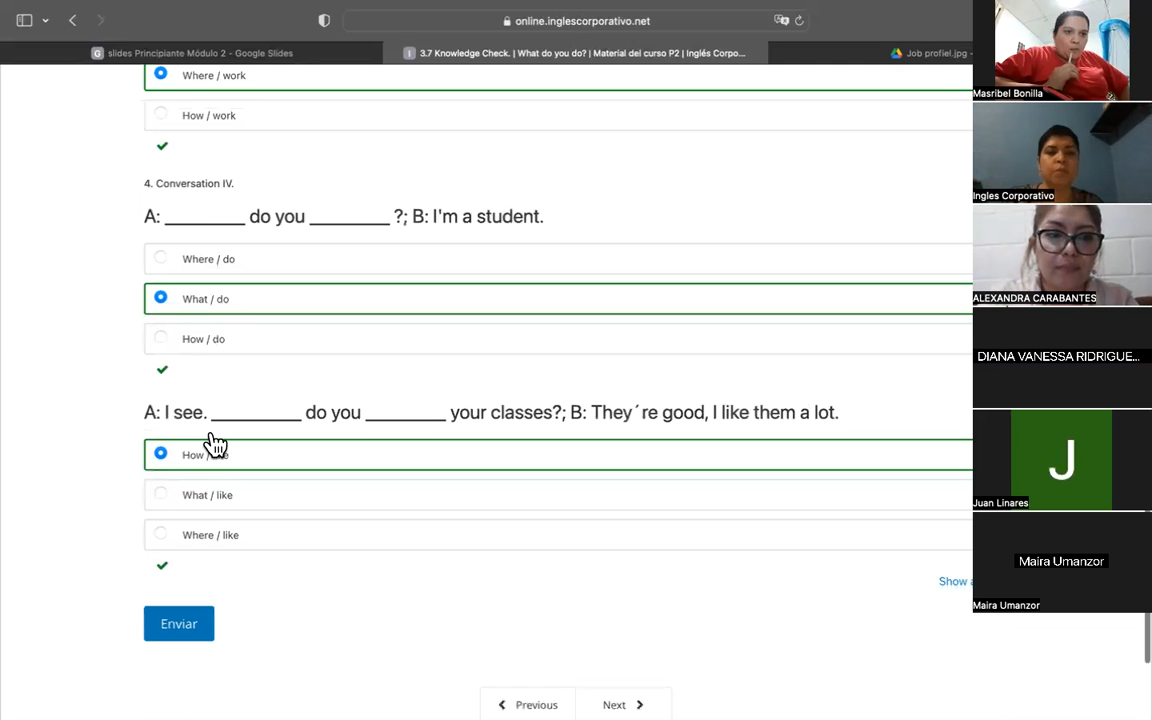 online.inglescorporativo.net
slides Principiante Módulo 2 - Google Slides
3.7 Knowledge Check. | What do you do? | Material del curso P2 | Inglés Corpo...
Job profiel.jpg -
Where / work
How / work
4. Conversation IV.
A: _________ do you _________ ?; B: I'm a student.
Where / do
What / do
How / do
A: I see. __________ do you _________ your classes?; B: They´re good, I like them a lot.
How /
What / like
Where / like
Show
Enviar
Previous
Next
Masribel Bonilla
Ingles Corporativo
ALEXANDRA CARABANTES
DIANA VANESSA RIDRIGUE...
J
Juan Linares
Maira Umanzor
Maira Umanzor